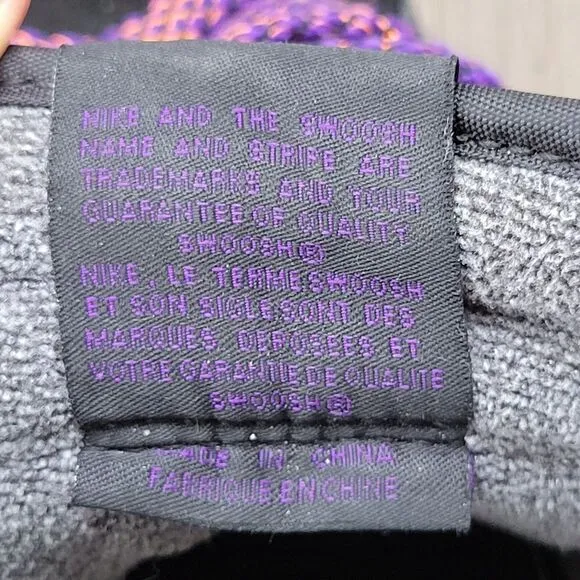 NIKE AND THE SWOOSH
NAME AND STRIPE ARE
TRADEMARKS AND YOUR
GUARANTEE OF QUALITY
SWOOSH®
NIKE, LE TERME SWOOSH
ET SON SIGLE SONT DES
MARQUES DEPOSEES ET
VOTRE GARANTIE DE QUALITE
SWOOSH®
MADE IN CHINA
FABRIQUE EN CHINE